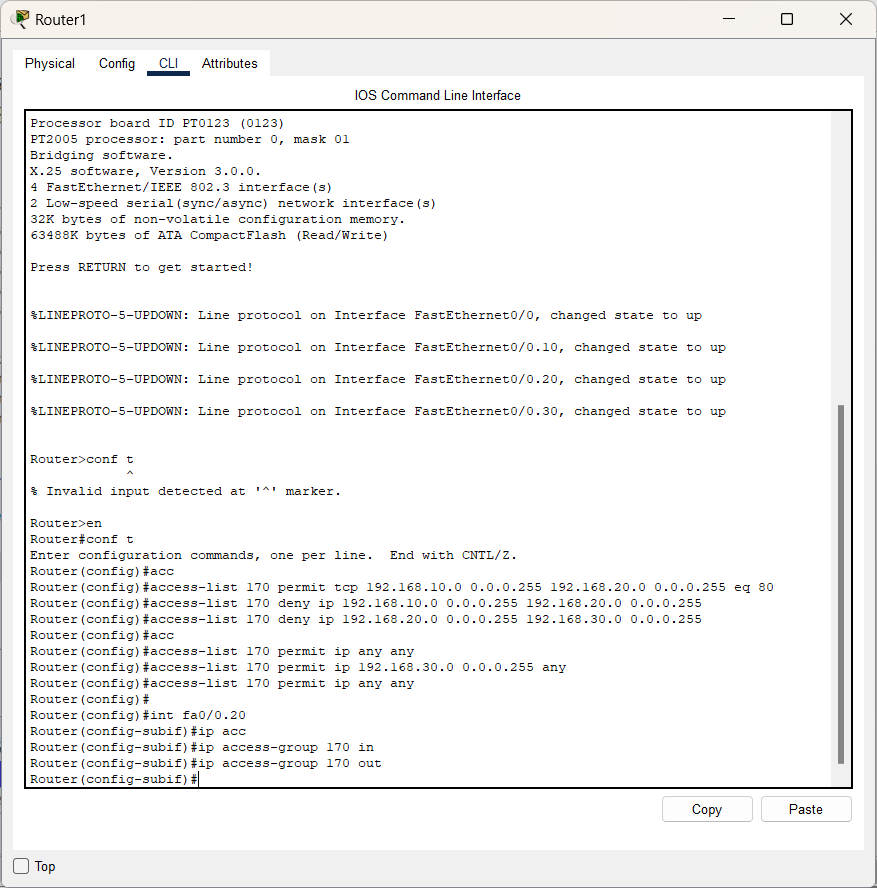 Router1
Physical Config CLI Attributes
IOS Command Line Interface
Processor board ID PT0123 (0123)
PT2005 processor: part number 0, mask 01
Bridging software.
X.25 software, Version 3.0.0.
4 FastEthernet/IEEE 802.3 interface(s)
2 Low-speed serial(sync/async) network interface(s)
32K bytes of non-volatile configuration memory.
63488K bytes of ATA CompactFlash (Read/Write)
Press RETURN to get started!
%LINEPROTO-5-UPDOWN: Line protocol on Interface FastEthernet0/0, changed state to up
%LINEPROTO-5-UPDOWN: Line protocol on Interface FastEthernet0/0.10, changed state to up
%LINEPROTO-5-UPDOWN: Line protocol on Interface FastEthernet0/0.20, changed state to up
%LINEPROTO-5-UPDOWN: Line protocol on Interface FastEthernet0/0.30, changed state to up
Router>conf t
^
% Invalid input detected at '^' marker.
Router>en
Router#conf t
Enter configuration commands, one per line.  End with CNTL/Z.
Router(config)#acc
Router(config)#access-list 170 permit tcp 192.168.10.0 0.0.0.255 192.168.20.0 0.0.0.255 eq 80
Router(config)#access-list 170 deny ip 192.168.10.0 0.0.0.255 192.168.20.0 0.0.0.255
Router(config)#access-list 170 deny ip 192.168.20.0 0.0.0.255 192.168.30.0 0.0.0.255
Router(config)#acc
Router(config)#access-list 170 permit ip any any
Router(config)#access-list 170 permit ip 192.168.30.0 0.0.0.255 any
Router(config)#access-list 170 permit ip any any
Router(config)#
Router(config)#int fa0/0.20
Router(config-subif)#ip acc
Router(config-subif)#ip access-group 170 in
Router(config-subif)#ip access-group 170 out
Router(config-subif)#
Copy Paste
Top